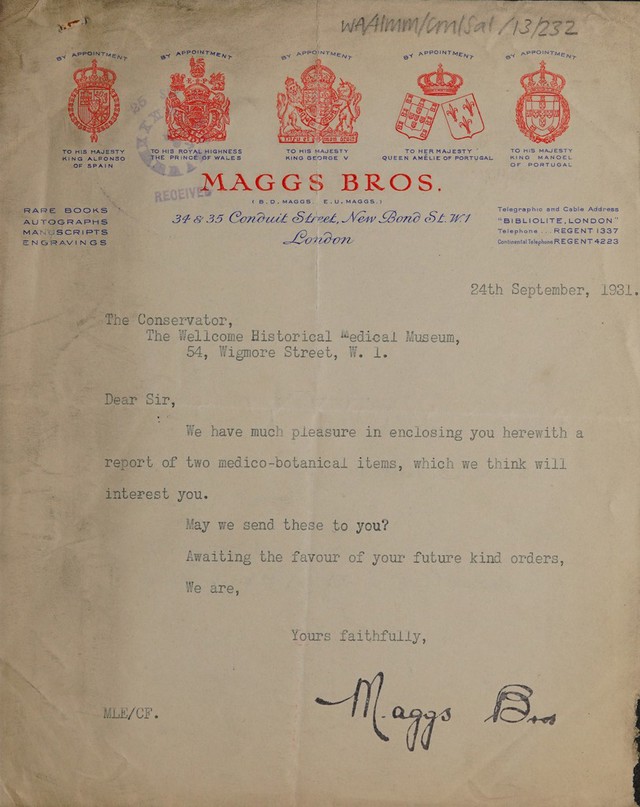 WA/HMM/CM/Sal/13/232
BY APPOINTMENT BY APPOINTMENT BY APPOINTMENT BY APPOINTMENT BY APPOINTMENT
TO HIS MAJESTY
KING ALFONSO
OF SPAIN
TO HIS ROYAL HIGHNESS
THE PRINCE OF WALES
TO HIS MAJESTY
KING GEORGE V
TO HER MAJESTY
QUEEN AMÉLIE OF PORTUGAL
TO HIS MAJESTY
KING MANOEL
OF PORTUGAL
RECEIVED
MAGGS BROS.
(B.D. MAGGS. E.U. MAGGS.)
34 & 35 Conduit Street, New Bond St. W1
London
RARE BOOKS
AUTOGRAPHS
MANUSCRIPTS
ENGRAVINGS
Telegraphic and Cable Address
"BIBLIOLITE, LONDON"
Telephone ... REGENT 1337
Continental Telephone REGENT 4223
24th September, 1931.
The Conservator,
The Wellcome Historical Medical Museum,
54, Wigmore Street, W. 1.
Dear Sir,
We have much pleasure in enclosing you herewith a
report of two medico-botanical items, which we think will
interest you.
May we send these to you?
Awaiting the favour of your future kind orders,
We are,
Yours faithfully,
Maggs Bros
MLE/CF.